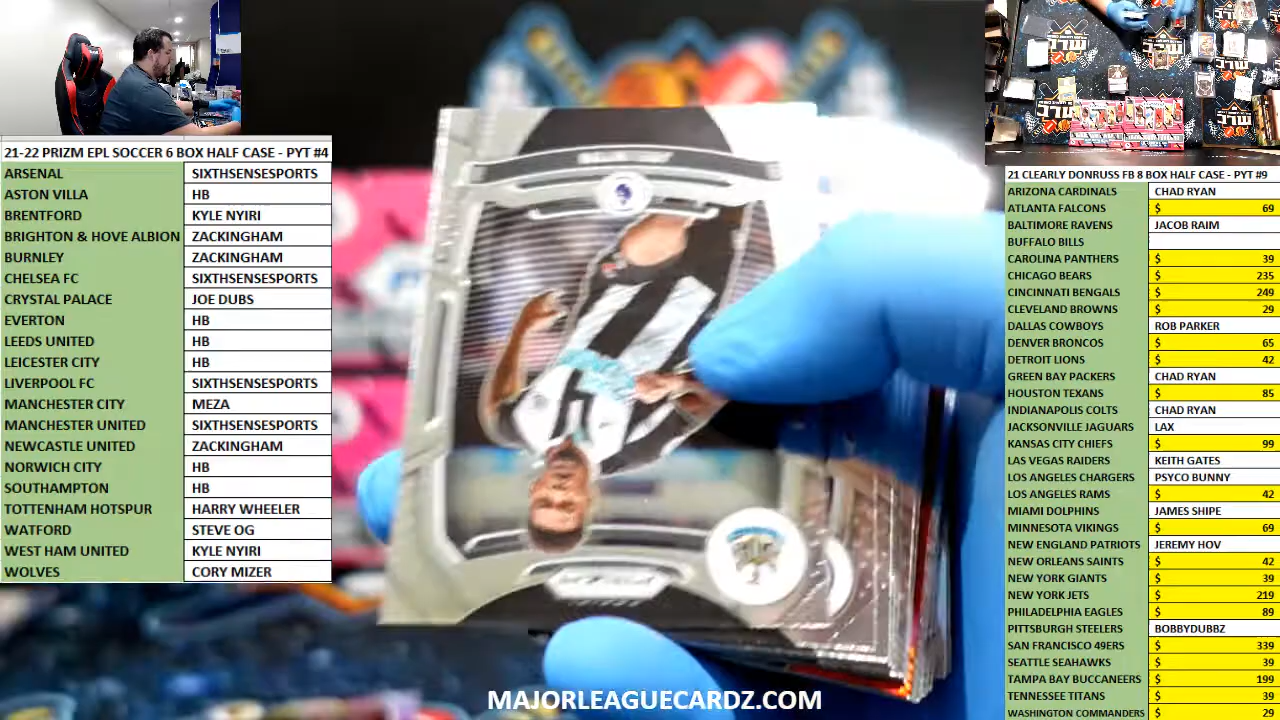 21-22 PRIZM EPL SOCCER 6 BOX HALF CASE - PYT #4
ARSENAL SIXTHSENSESPORTS
ASTON VILLA HB
BRENTFORD KYLE NYIRI
BRIGHTON & HOVE ALBION ZACKINGHAM
BURNLEY ZACKINGHAM
CHELSEA FC SIXTHSENSESPORTS
CRYSTAL PALACE JOE DUBS
EVERTON HB
LEEDS UNITED HB
LEICESTER CITY HB
LIVERPOOL FC SIXTHSENSESPORTS
MANCHESTER CITY MEZA
MANCHESTER UNITED SIXTHSENSESPORTS
NEWCASTLE UNITED ZACKINGHAM
NORWICH CITY HB
SOUTHAMPTON HB
TOTTENHAM HOTSPUR HARRY WHEELER
WATFORD STEVE OG
WEST HAM UNITED KYLE NYIRI
WOLVES CORY MIZER
21 CLEARLY DONRUSS FB 8 BOX HALF CASE - PYT #9
ARIZONA CARDINALS CHAD RYAN
ATLANTA FALCONS $ 69
BALTIMORE RAVENS JACOB RAIM
BUFFALO BILLS
CAROLINA PANTHERS $ 39
CHICAGO BEARS $ 235
CINCINNATI BENGALS $ 249
CLEVELAND BROWNS $ 29
DALLAS COWBOYS ROB PARKER
DENVER BRONCOS $ 65
DETROIT LIONS $ 42
GREEN BAY PACKERS CHAD RYAN
HOUSTON TEXANS $ 85
INDIANAPOLIS COLTS CHAD RYAN
JACKSONVILLE JAGUARS LAX
KANSAS CITY CHIEFS $ 99
LAS VEGAS RAIDERS KEITH GATES
LOS ANGELES CHARGERS PSYCO BUNNY
LOS ANGELES RAMS $ 42
MIAMI DOLPHINS JAMES SHIPE
MINNESOTA VIKINGS $ 69
NEW ENGLAND PATRIOTS JEREMY HOV
NEW ORLEANS SAINTS $ 42
NEW YORK GIANTS $ 39
NEW YORK JETS $ 219
PHILADELPHIA EAGLES $ 89
PITTSBURGH STEELERS BOBBYDUBBZ
SAN FRANCISCO 49ERS $ 339
SEATTLE SEAHAWKS $ 39
TAMPA BAY BUCCANEERS $ 199
TENNESSEE TITANS $ 39
WASHINGTON COMMANDERS $ 29
MAJORLEAGUECARDZ.COM